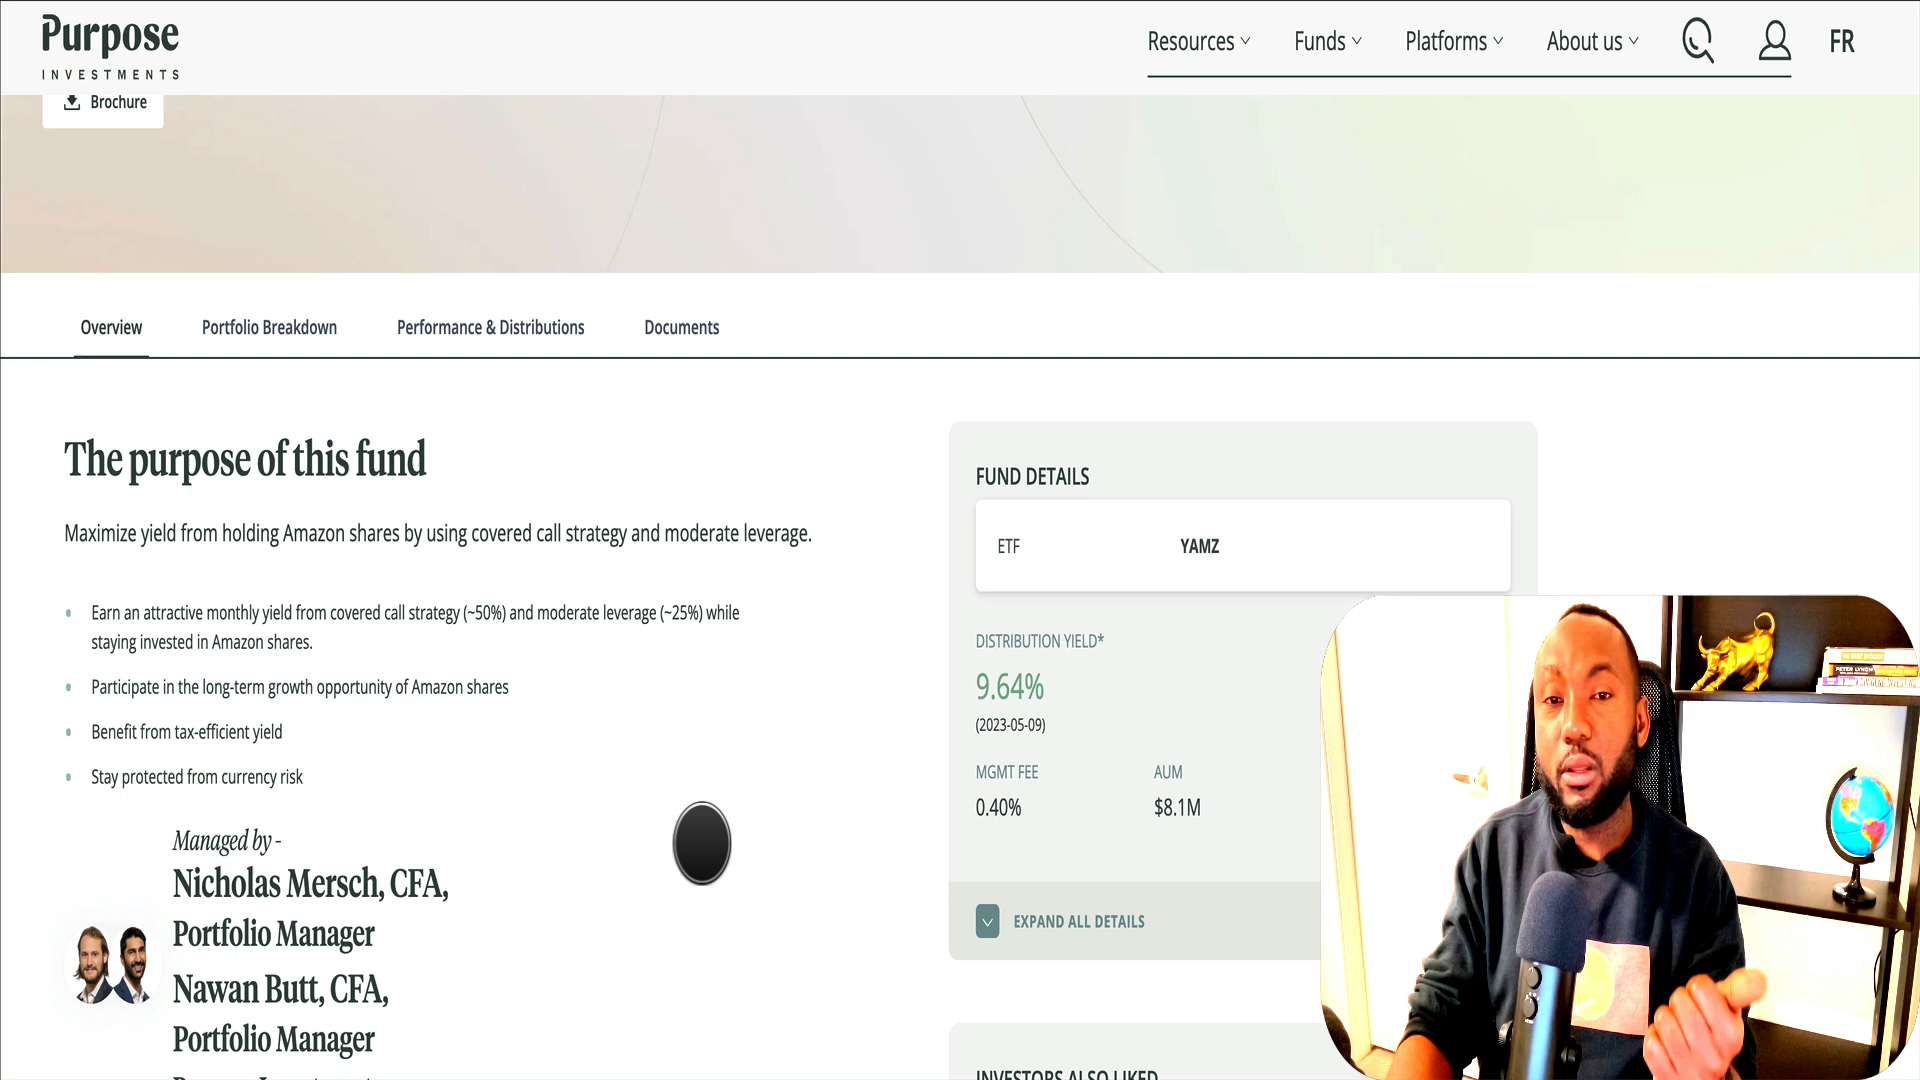 Purpose
INVESTMENTS
Resources
Funds
Platforms
About us
FR
Brochure
Overview
Portfolio Breakdown
Performance & Distributions
Documents
The purpose of this fund
Maximize yield from holding Amazon shares by using covered call strategy and moderate leverage.
Earn an attractive monthly yield from covered call strategy (~50%) and moderate leverage (~25%) while
staying invested in Amazon shares.
Participate in the long-term growth opportunity of Amazon shares
Benefit from tax-efficient yield
Stay protected from currency risk
Managed by -
Nicholas Mersch, CFA,
Portfolio Manager
Nawan Butt, CFA,
Portfolio Manager
FUND DETAILS
ETF
YAMZ
DISTRIBUTION YIELD*
9.64%
(2023-05-09)
MGMT FEE
AUM
0.40%
$8.1M
EXPAND ALL DETAILS
INVESTORS ALSO LIKED
PETER LYNCH